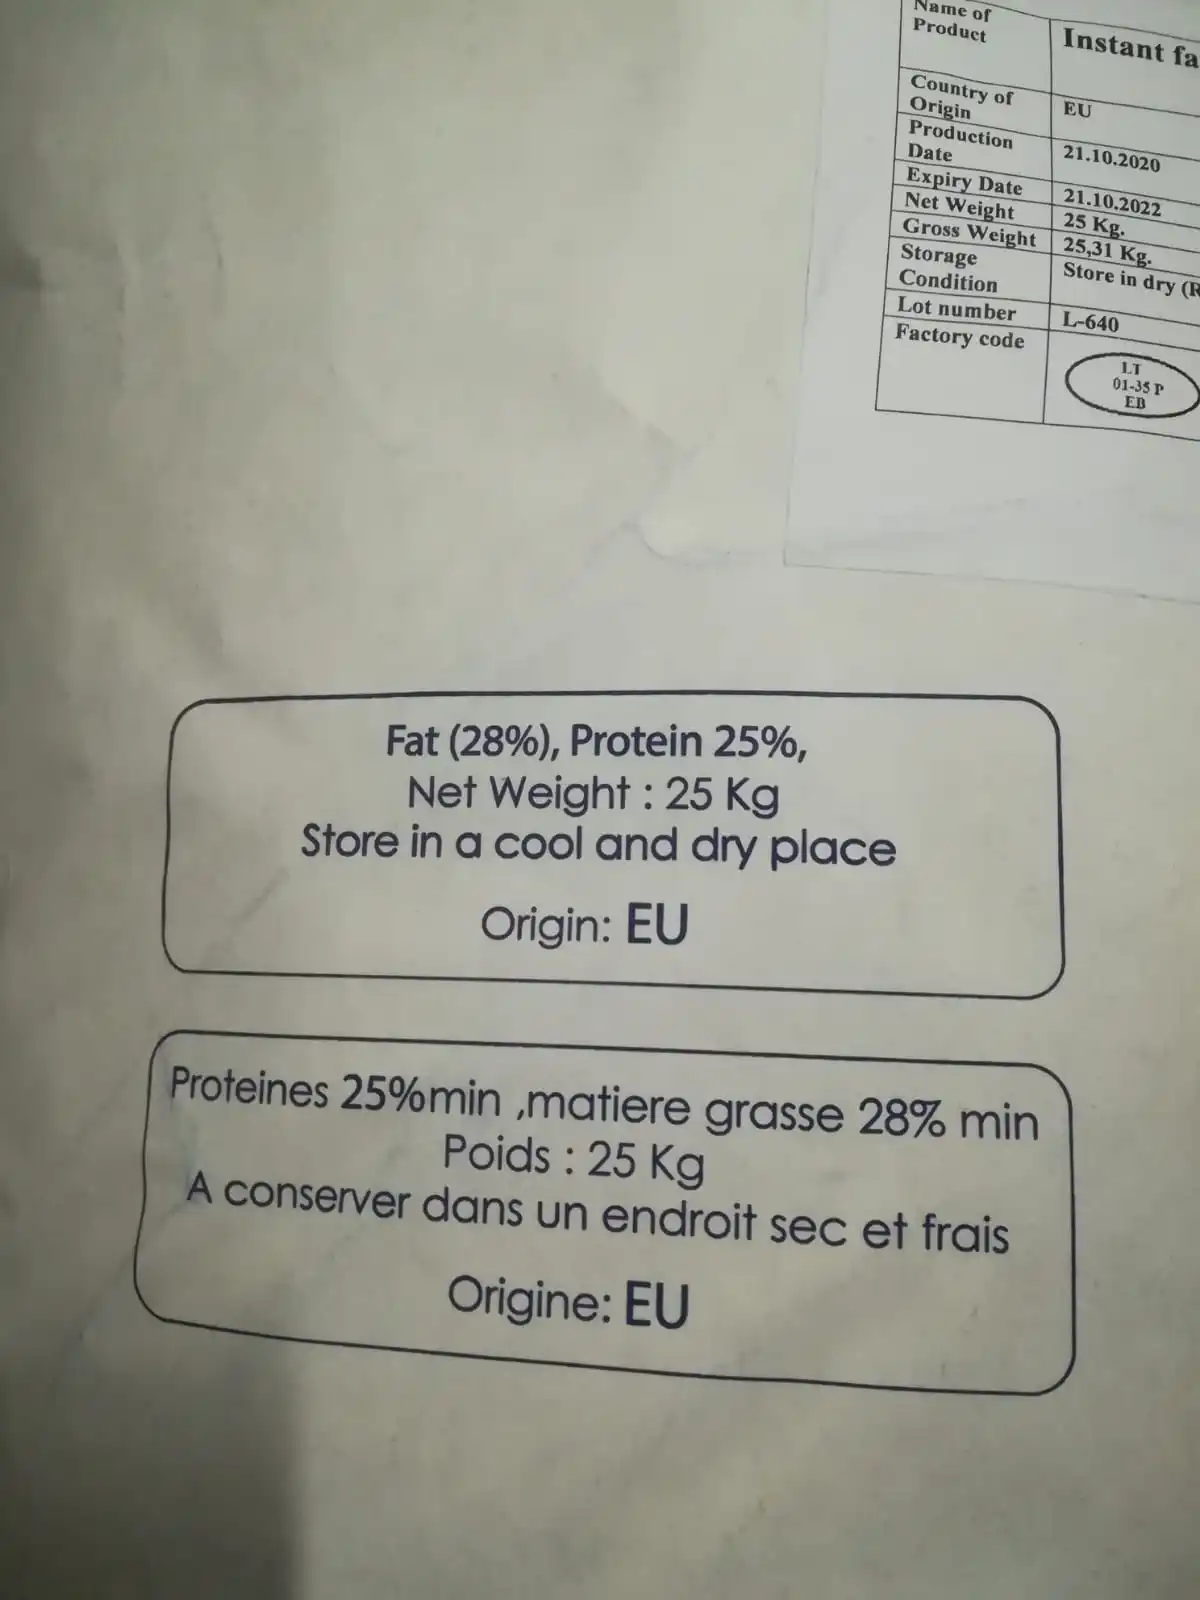 Name of
Product
Instant fa
Country of
Origin
EU
Production
Date
21.10.2020
Expiry Date
21.10.2022
Net Weight
25 Kg.
Gross Weight
25,31 Kg.
Storage
Condition
Store in dry (R
Lot number
L-640
Factory code
LT
01-35 P
EB
Fat (28%), Protein 25%,
Net Weight : 25 Kg
Store in a cool and dry place
Origin: EU
Proteines 25%min ,matiere grasse 28% min
Poids : 25 Kg
A conserver dans un endroit sec et frais
Origine: EU